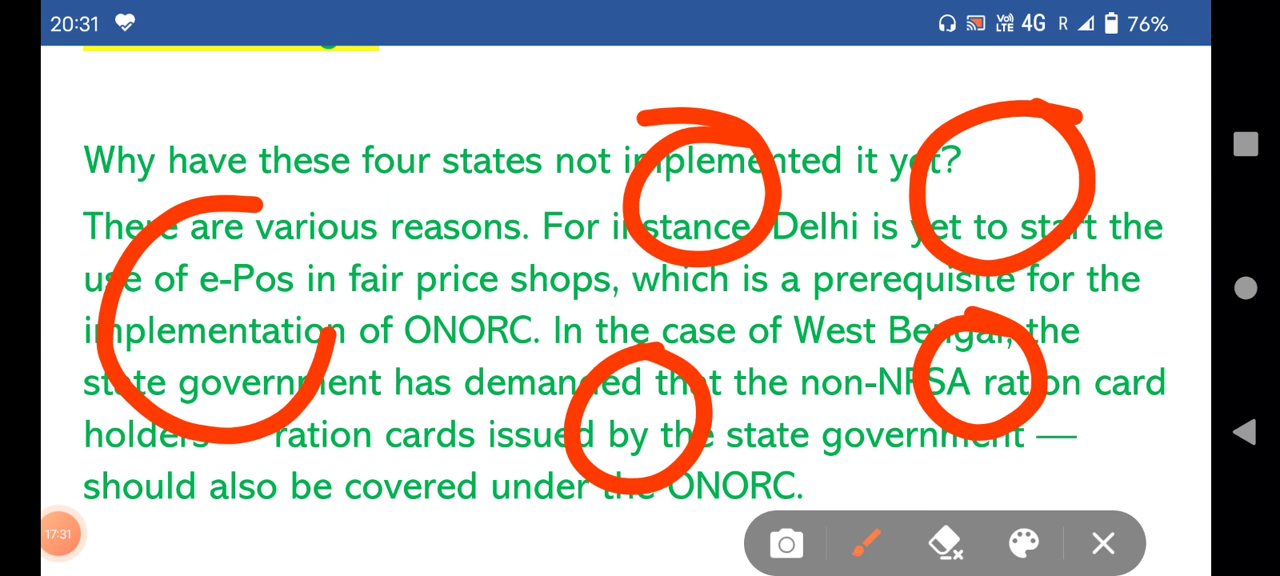 20:31 Vo)) LTE 4G R 76%
Why have these four states not implemented it yet?
There are various reasons. For instance, Delhi is yet to start the
use of e-Pos in fair price shops, which is a prerequisite for the
implementation of ONORC. In the case of West Bengal, the
state government has demanded that the non-NFSA ration card
holders — ration cards issued by the state government —
should also be covered under the ONORC.
17:31